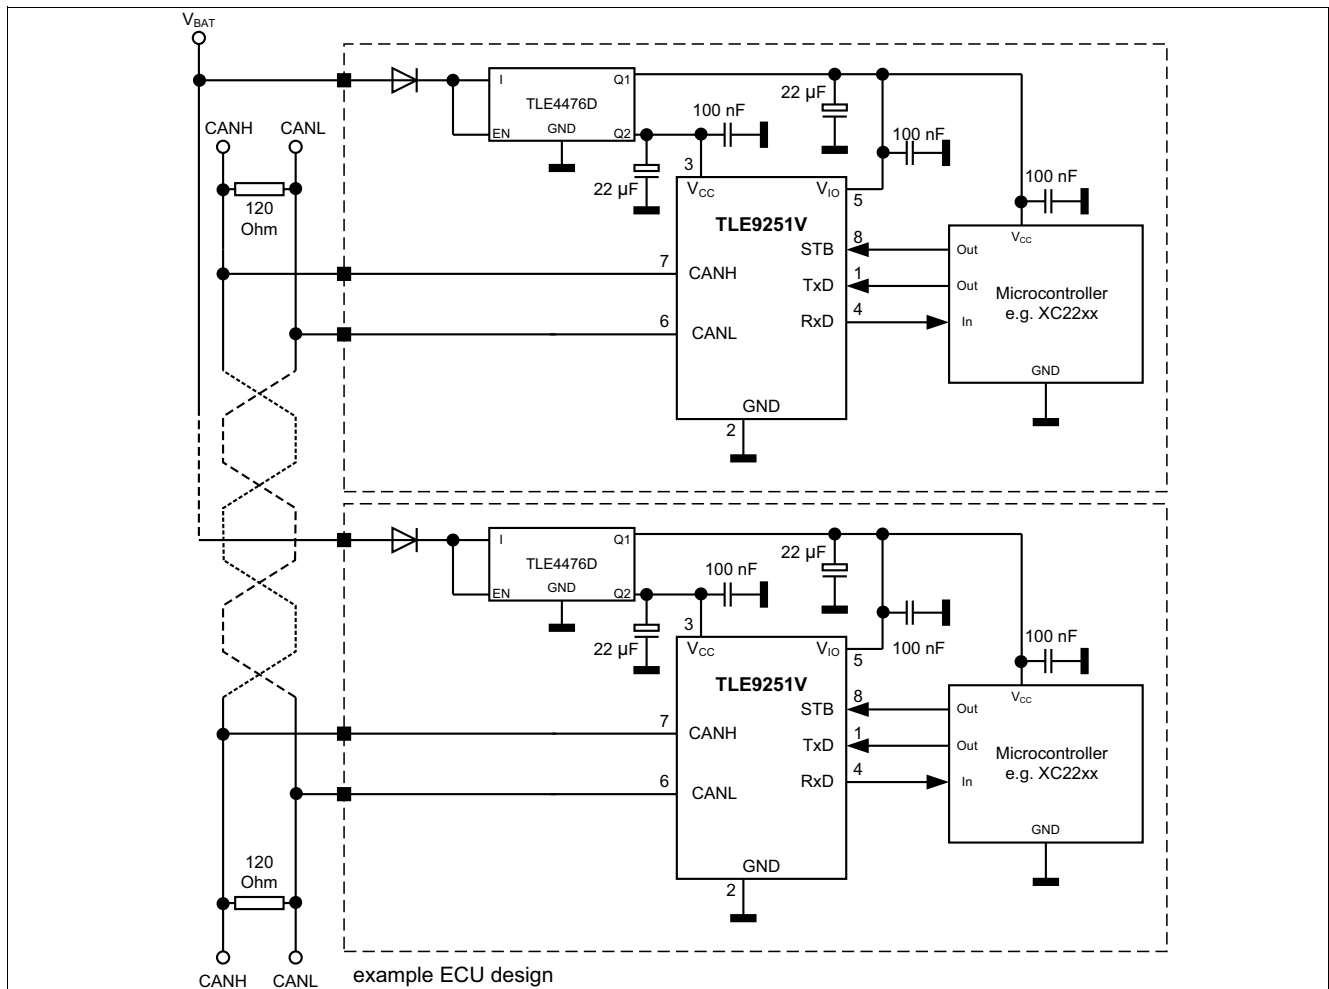 VBAT
CANH
CANL
120
Ohm
I
Q1
TLE4476D
EN
GND
Q2
22 µF
100 nF
22 µF
100 nF
100 nF
3
VCC
VIO
5
TLE9251V
STB
8
TxD
1
RxD
4
7
CANH
6
CANL
GND
2
VCC
Out
Out
In
Microcontroller
e.g. XC22xx
GND
I
Q1
TLE4476D
EN
GND
Q2
22 µF
100 nF
22 µF
100 nF
100 nF
3
VCC
VIO
5
TLE9251V
STB
8
TxD
1
RxD
4
7
CANH
6
CANL
GND
2
VCC
Out
Out
In
Microcontroller
e.g. XC22xx
GND
120
Ohm
CANH
CANL
example ECU design